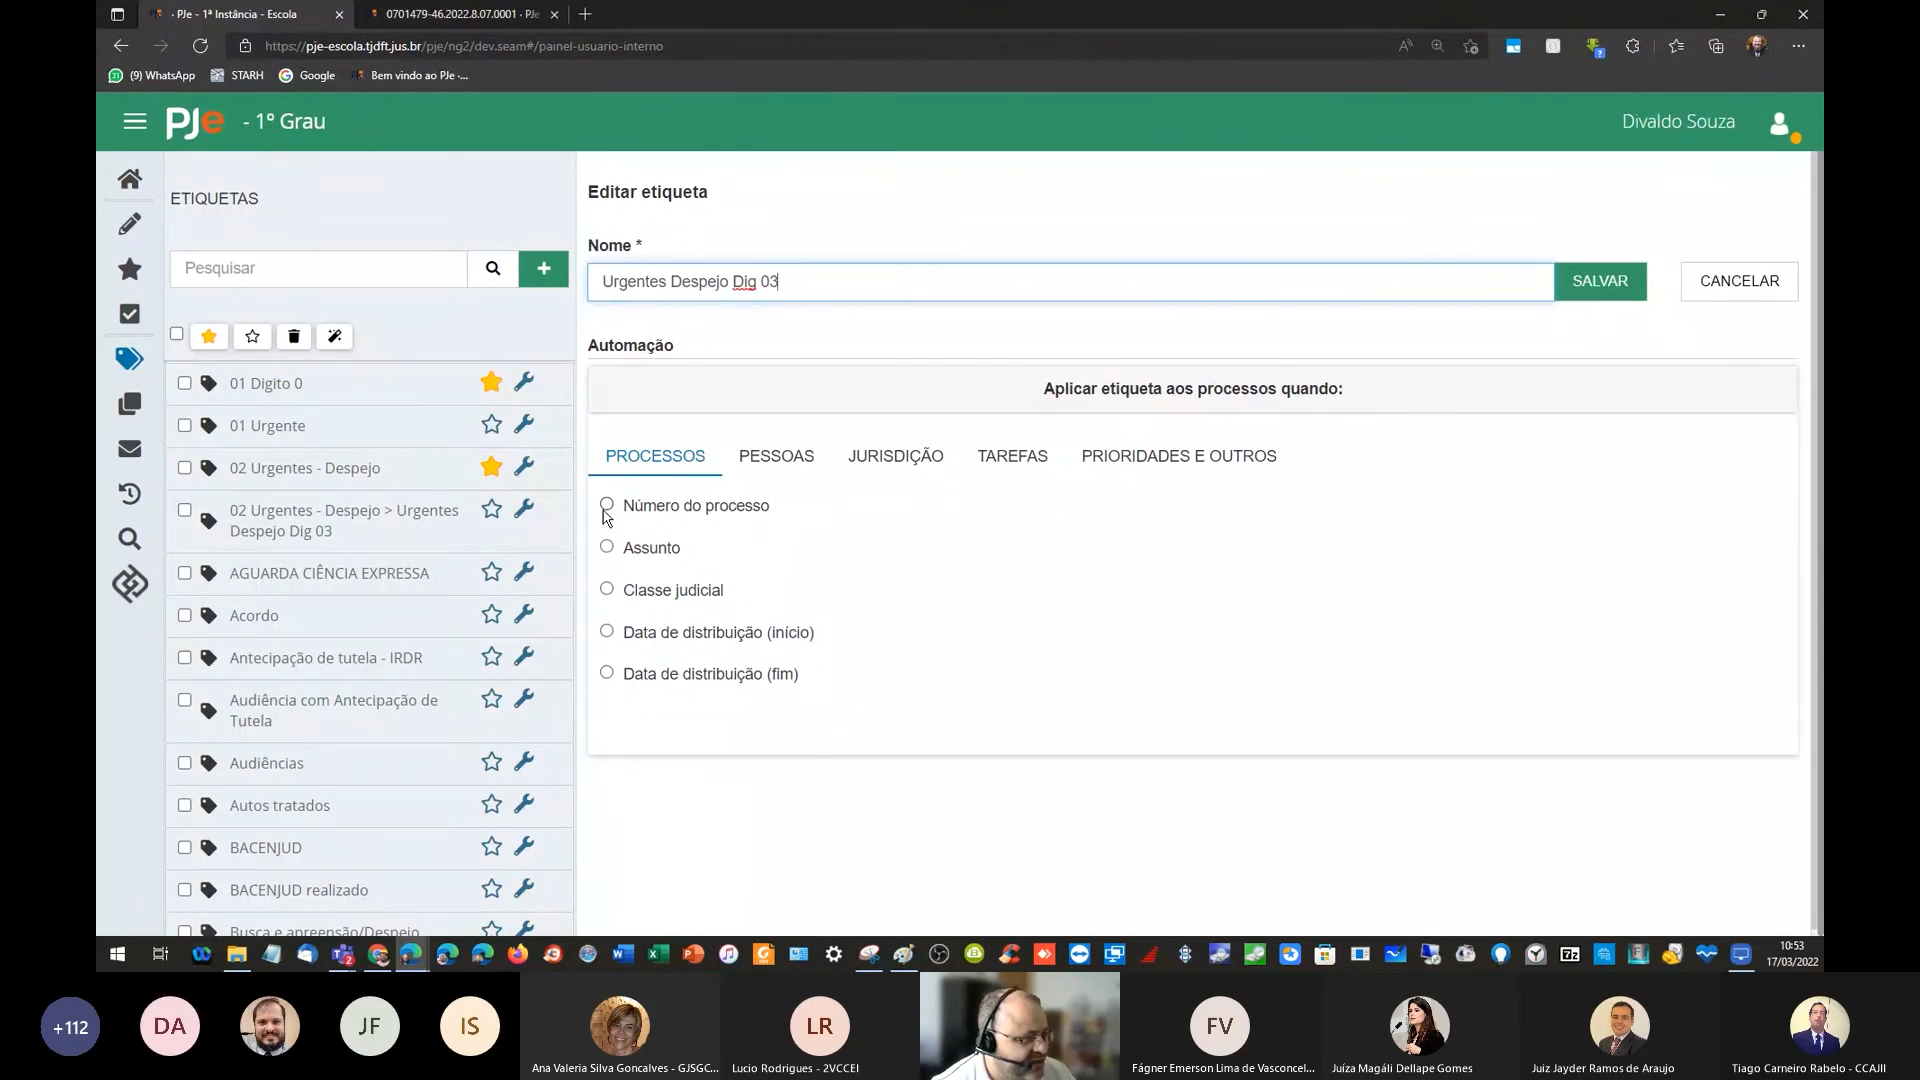 PJe - 1ª Instância - Escola
0701479-46.2022.8.07.0001 · PJe
https://pje-escola.tjdft.jus.br/pje/ng2/dev.seam#/painel-usuario-interno
(9) WhatsApp
STARH
Google
Bem vindo ao PJe ·...
PJe - 1º Grau
Divaldo Souza
ETIQUETAS
Pesquisar
01 Digito 0
01 Urgente
02 Urgentes - Despejo
02 Urgentes - Despejo > Urgentes
Despejo Dig 03
AGUARDA CIÊNCIA EXPRESSA
Acordo
Antecipação de tutela - IRDR
Audiência com Antecipação de
Tutela
Audiências
Autos tratados
BACENJUD
BACENJUD realizado
Busca e apreensão/Despejo
Editar etiqueta
Nome *
Urgentes Despejo Dig 03
SALVAR
CANCELAR
Automação
Aplicar etiqueta aos processos quando:
PROCESSOS
PESSOAS
JURISDIÇÃO
TAREFAS
PRIORIDADES E OUTROS
Número do processo
Assunto
Classe judicial
Data de distribuição (início)
Data de distribuição (fim)
10:53
17/03/2022
+112
DA
JF
IS
LR
FV
Ana Valeria Silva Goncalves - GJSGC...
Lucio Rodrigues - 2VCCEI
Fágner Emerson Lima de Vasconcel...
Juíza Magáli Dellape Gomes
Juiz Jayder Ramos de Araujo
Tiago Carneiro Rabelo - CCAJII